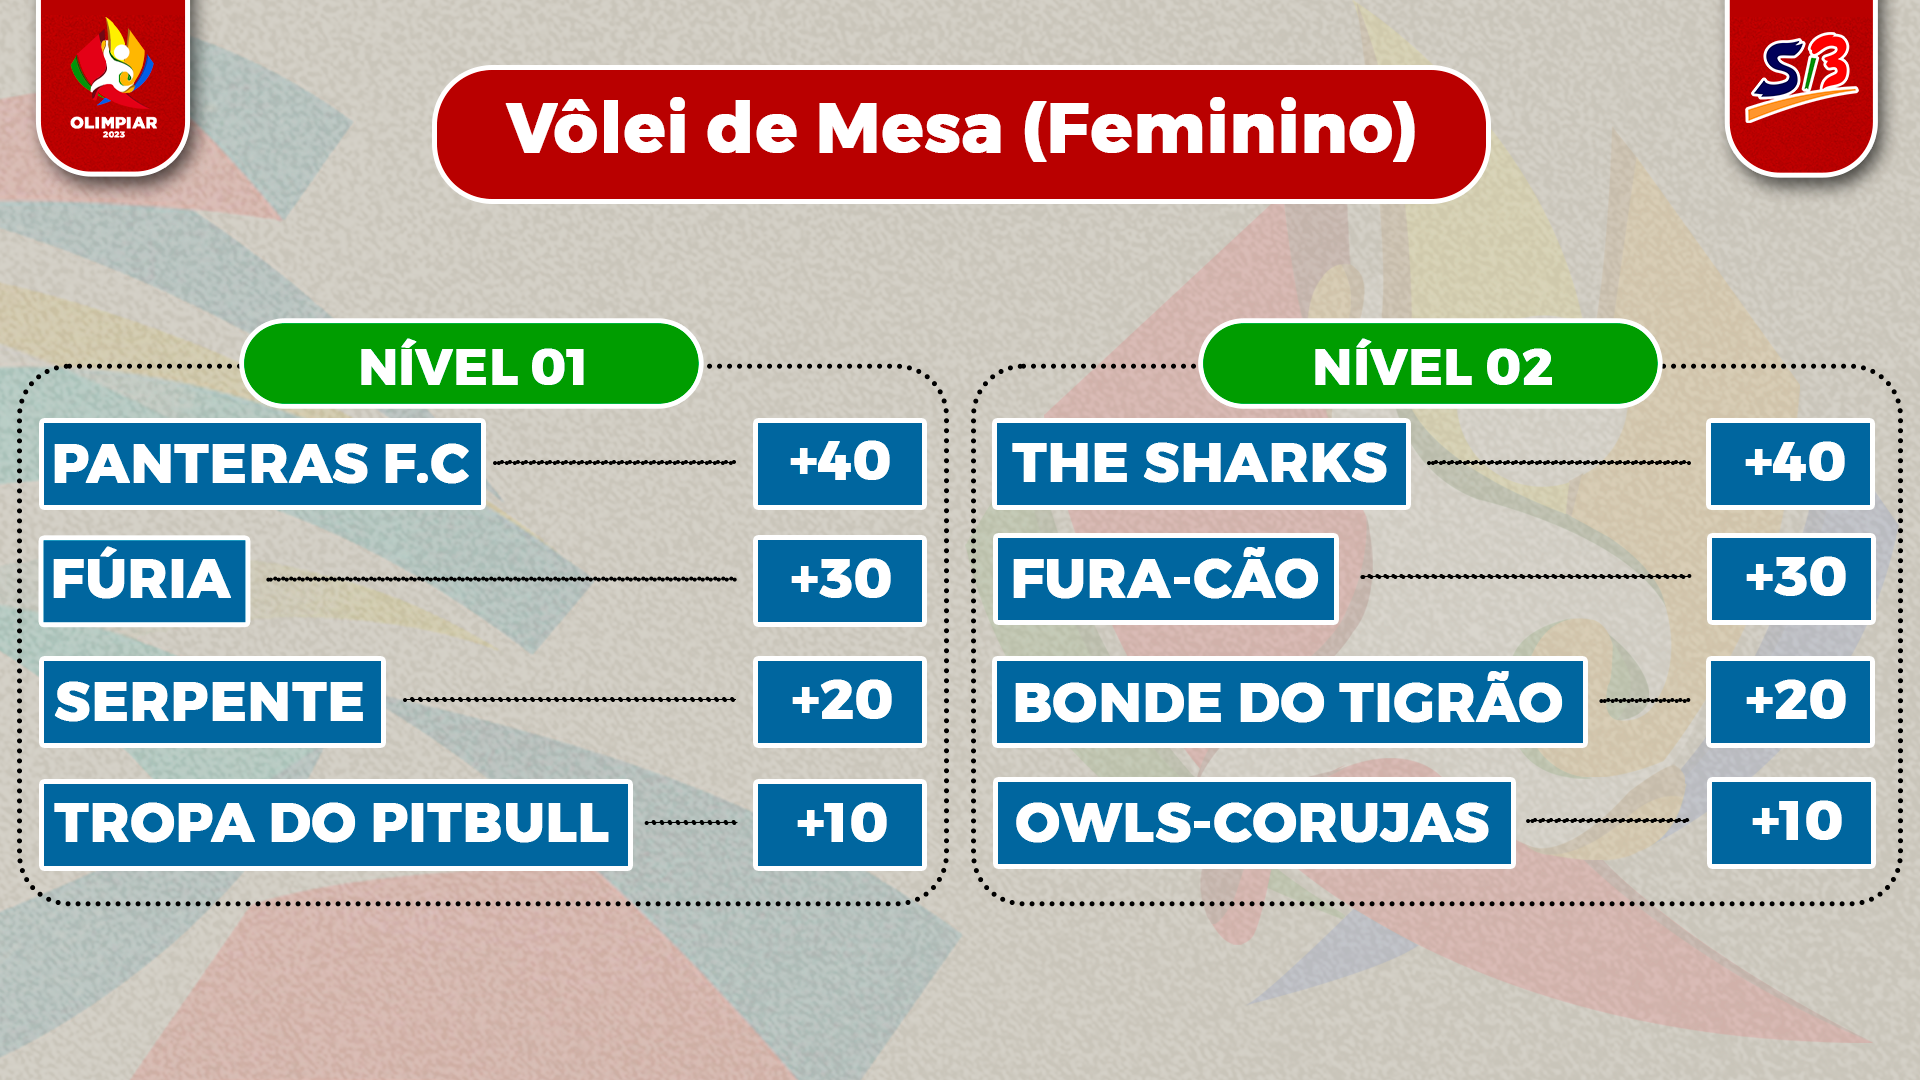 OLIMPIAR
2023
SiB
Vôlei de Mesa (Feminino)
NÍVEL 01
PANTERAS F.C +40
FÚRIA +30
SERPENTE +20
TROPA DO PITBULL +10
NÍVEL 02
THE SHARKS +40
FURA-CÃO +30
BONDE DO TIGRÃO +20
OWLS-CORUJAS +10